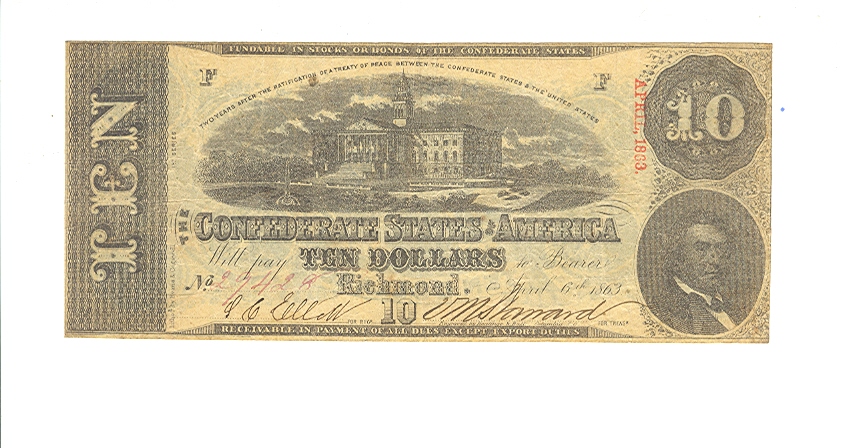 FUNDABLE IN STOCKS OR BONDS OF THE CONFEDERATE STATES
F F
TWO YEARS AFTER THE RATIFICATION OF A TREATY OF PEACE BETWEEN THE CONFEDERATE STATES & THE UNITED STATES
TEN
10
APRIL, 1863
SERIES
THE CONFEDERATE STATES OF AMERICA
Will pay TEN DOLLARS to Bearer
No
Richmond, April 6th 1863
10
FOR TREASR
RECEIVABLE IN PAYMENT OF ALL DUES EXCEPT EXPORT DUTIES